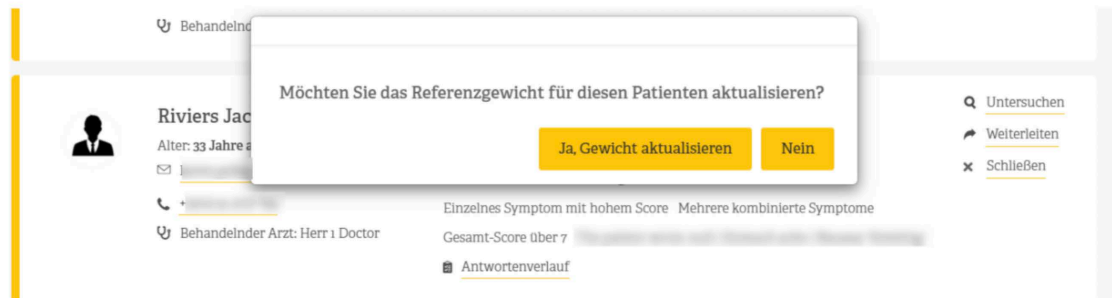 Behandelnd
Möchten Sie das Referenzgewicht für diesen Patienten aktualisieren?
Ja, Gewicht aktualisieren Nein
Riviers Jac
Alter: 33 Jahre a
Behandelnder Arzt: Herr 1 Doctor
Einzelnes Symptom mit hohem Score Mehrere kombinierte Symptome
Gesamt-Score über 7
Antwortenverlauf
Untersuchen
Weiterleiten
Schließen